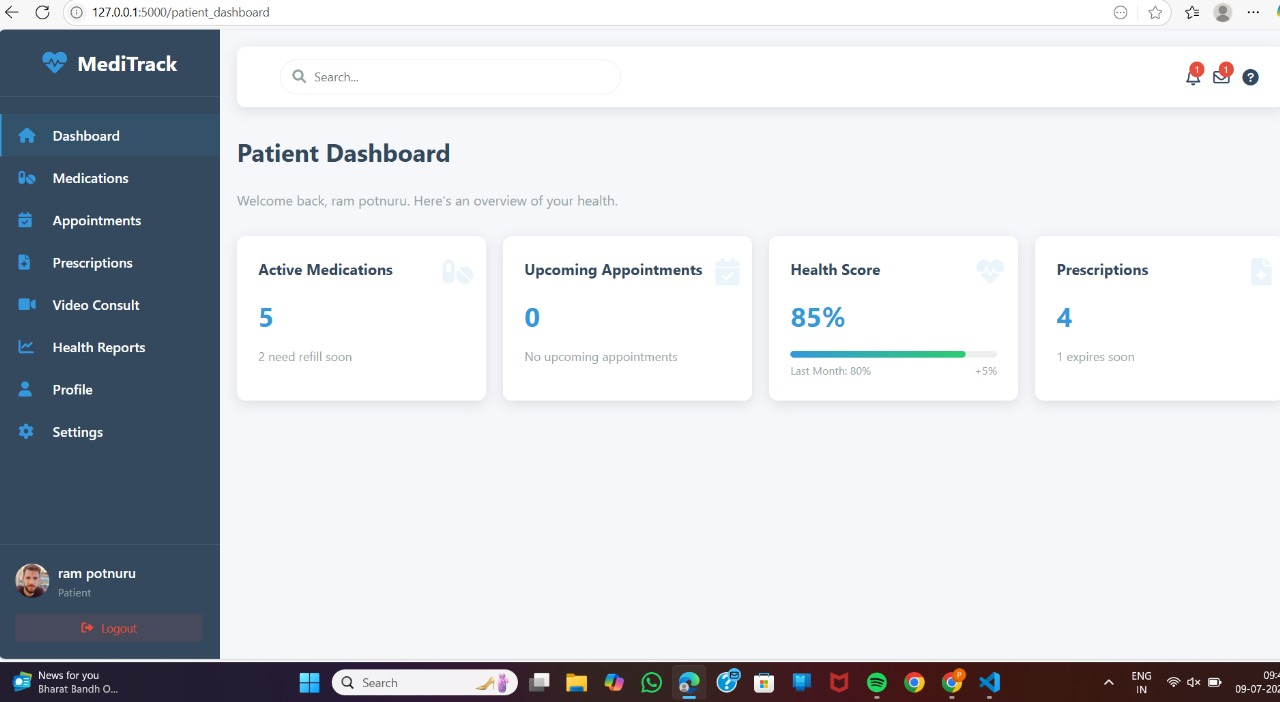 127.0.0.1:5000/patient_dashboard
MediTrack
Search...
1
1
?
Dashboard
Medications
Appointments
Prescriptions
Video Consult
Health Reports
Profile
Settings
ram potnuru
Patient
Logout
Patient Dashboard
Welcome back, ram potnuru. Here's an overview of your health.
Active Medications
5
2 need refill soon
Upcoming Appointments
0
No upcoming appointments
Health Score
85%
Last Month: 80% +5%
Prescriptions
4
1 expires soon
News for you
Bharat Bandh O...
Search
P
ENG
IN